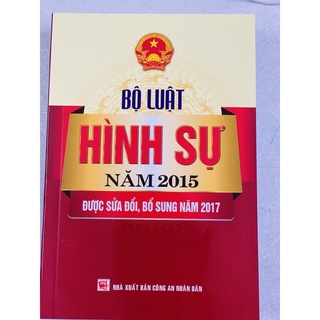 BỘ LUẬT
HÌNH SỰ
NĂM 2015
ĐƯỢC SỬA ĐỔI, BỔ SUNG NĂM 2017
NHÀ XUẤT BẢN CÔNG AN NHÂN DÂN